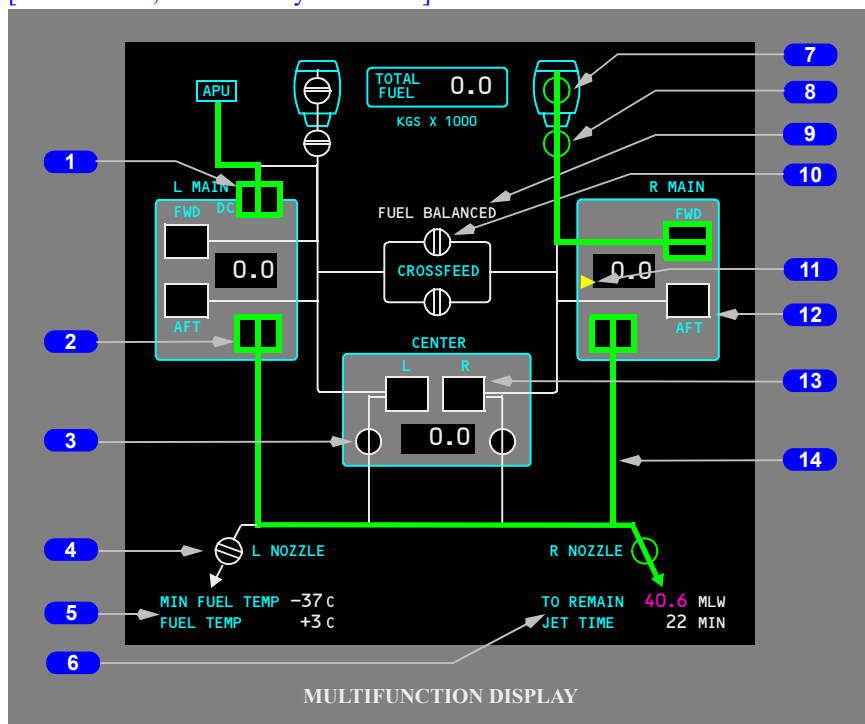 7
TOTAL FUEL 0.0
APU
8
KGS X 1000
9
1
10
L MAIN
R MAIN
FWD DC
FUEL BALANCED
FWD
0.0
CROSSFEED
0.0
11
12
AFT
AFT
2
CENTER
L R
13
3
0.0
14
4
L NOZZLE
R NOZZLE
MIN FUEL TEMP -37 C
TO REMAIN 40.6 MLW
5
FUEL TEMP +3 C
JET TIME 22 MIN
6
MULTIFUNCTION DISPLAY